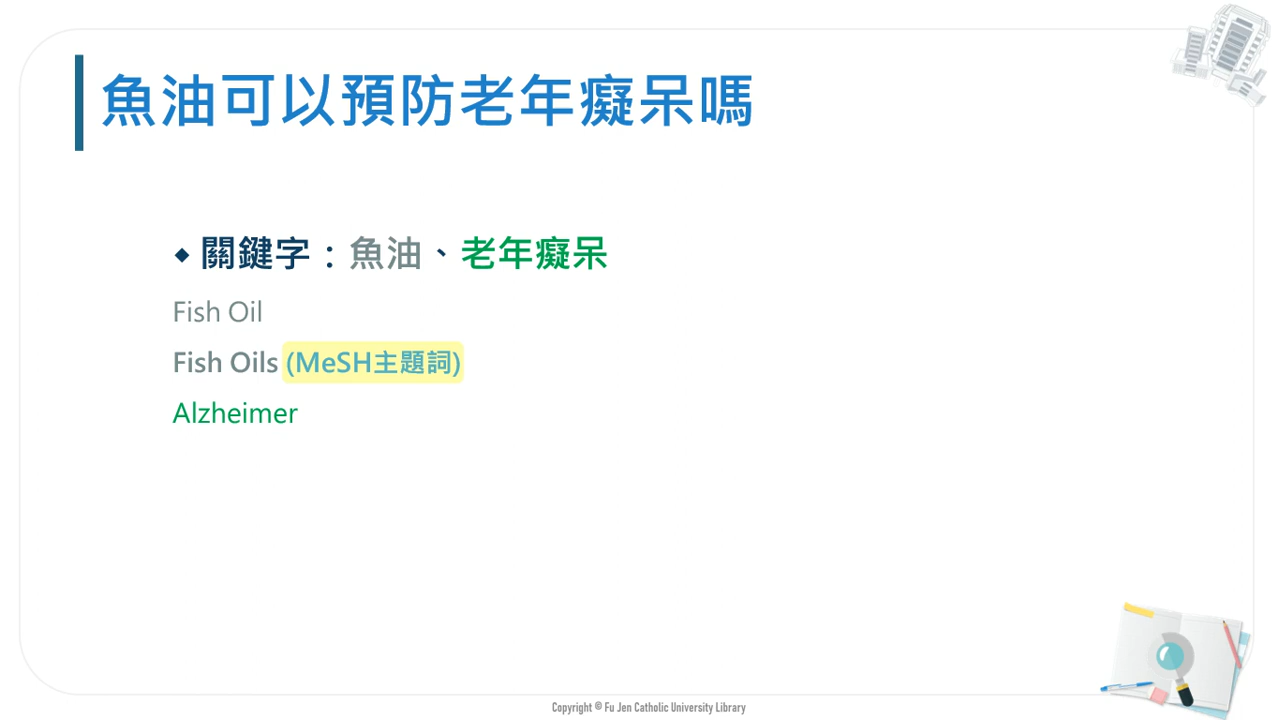 魚油可以預防老年癡呆嗎
◆ 關鍵字：魚油、老年癡呆
Fish Oil
Fish Oils (MeSH主題詞)
Alzheimer
Copyright © Fu Jen Catholic University Library